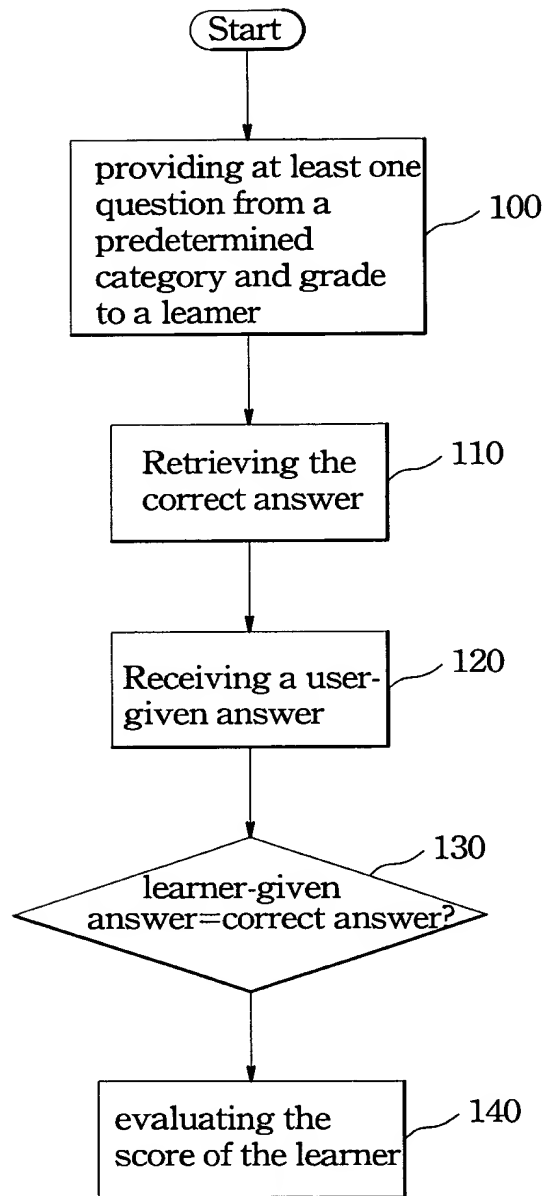 Start
providing at least one
question from a
predetermined
category and grade
to a learner
100
Retrieving the
correct answer
110
Receiving a user-
given answer
120
learner-given
answer=correct answer?
130
evaluating the
score of the learner
140